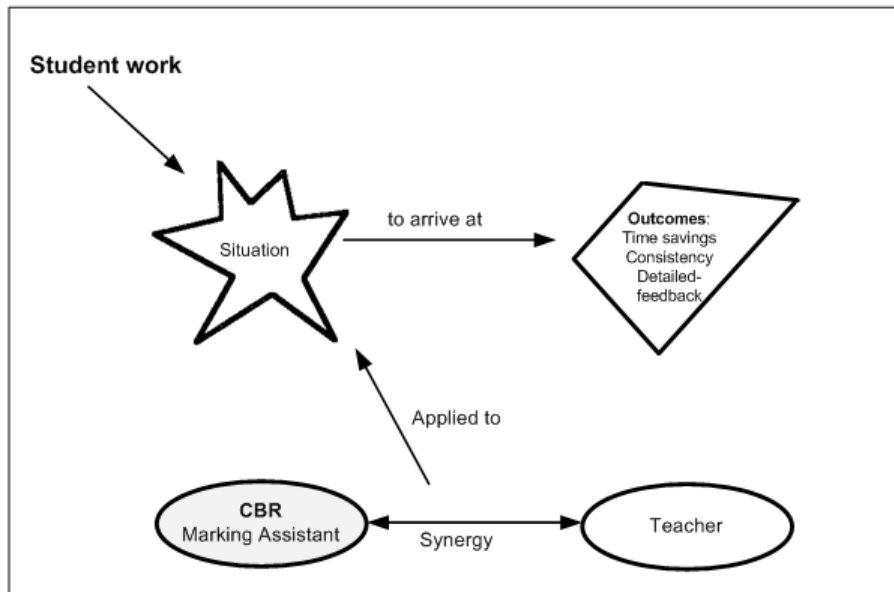 Student work
Situation
to arrive at
Outcomes:
Time savings
Consistency
Detailed-
feedback
Applied to
CBR
Marking Assistant
Synergy
Teacher